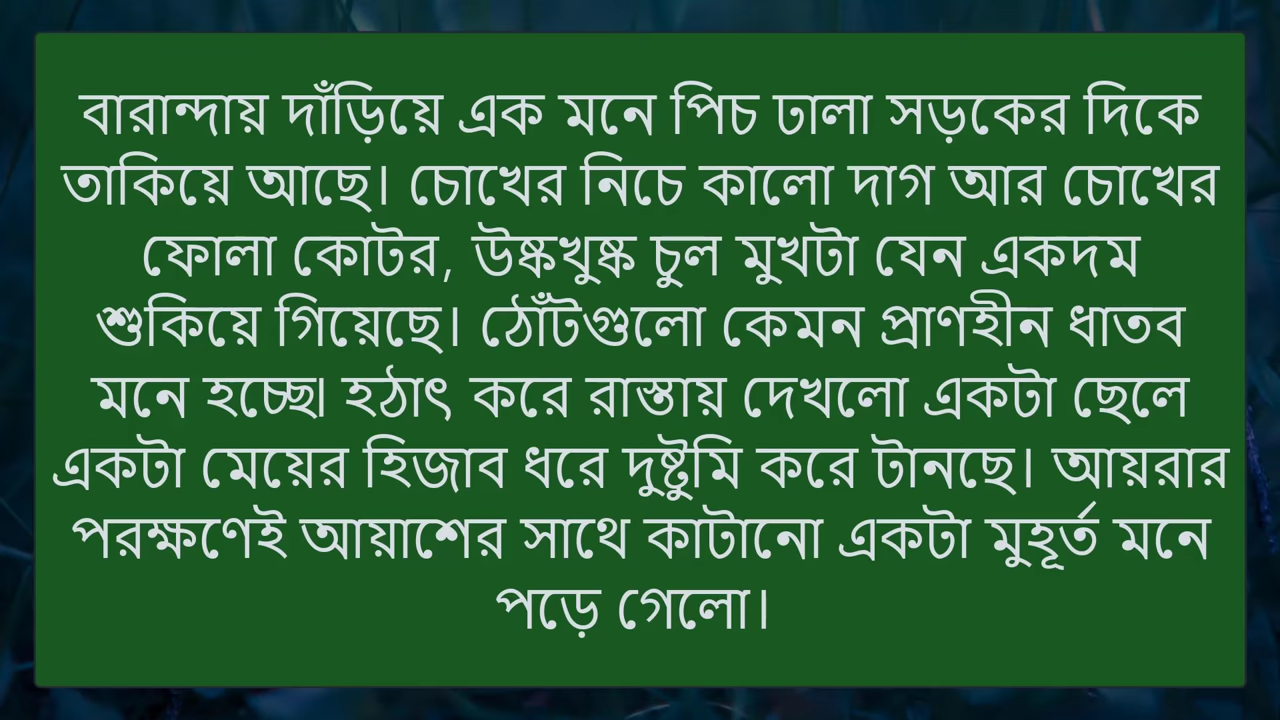 বারান্দায় দাঁড়িয়ে এক মনে পিচ ঢালা সড়কের দিকে
তাকিয়ে আছে। চোখের নিচে কালো দাগ আর চোখের
ফোলা কোটর, উষ্কখুষ্ক চুল মুখটা যেন একদম
শুকিয়ে গিয়েছে। ঠোঁটগুলো কেমন প্রাণহীন ধাতব
মনে হচ্ছে৷ হঠাৎ করে রাস্তায় দেখলো একটা ছেলে
একটা মেয়ের হিজাব ধরে দুষ্টুমি করে টানছে। আয়রার
পরক্ষণেই আয়াশের সাথে কাটানো একটা মুহূর্ত মনে
পড়ে গেলো।